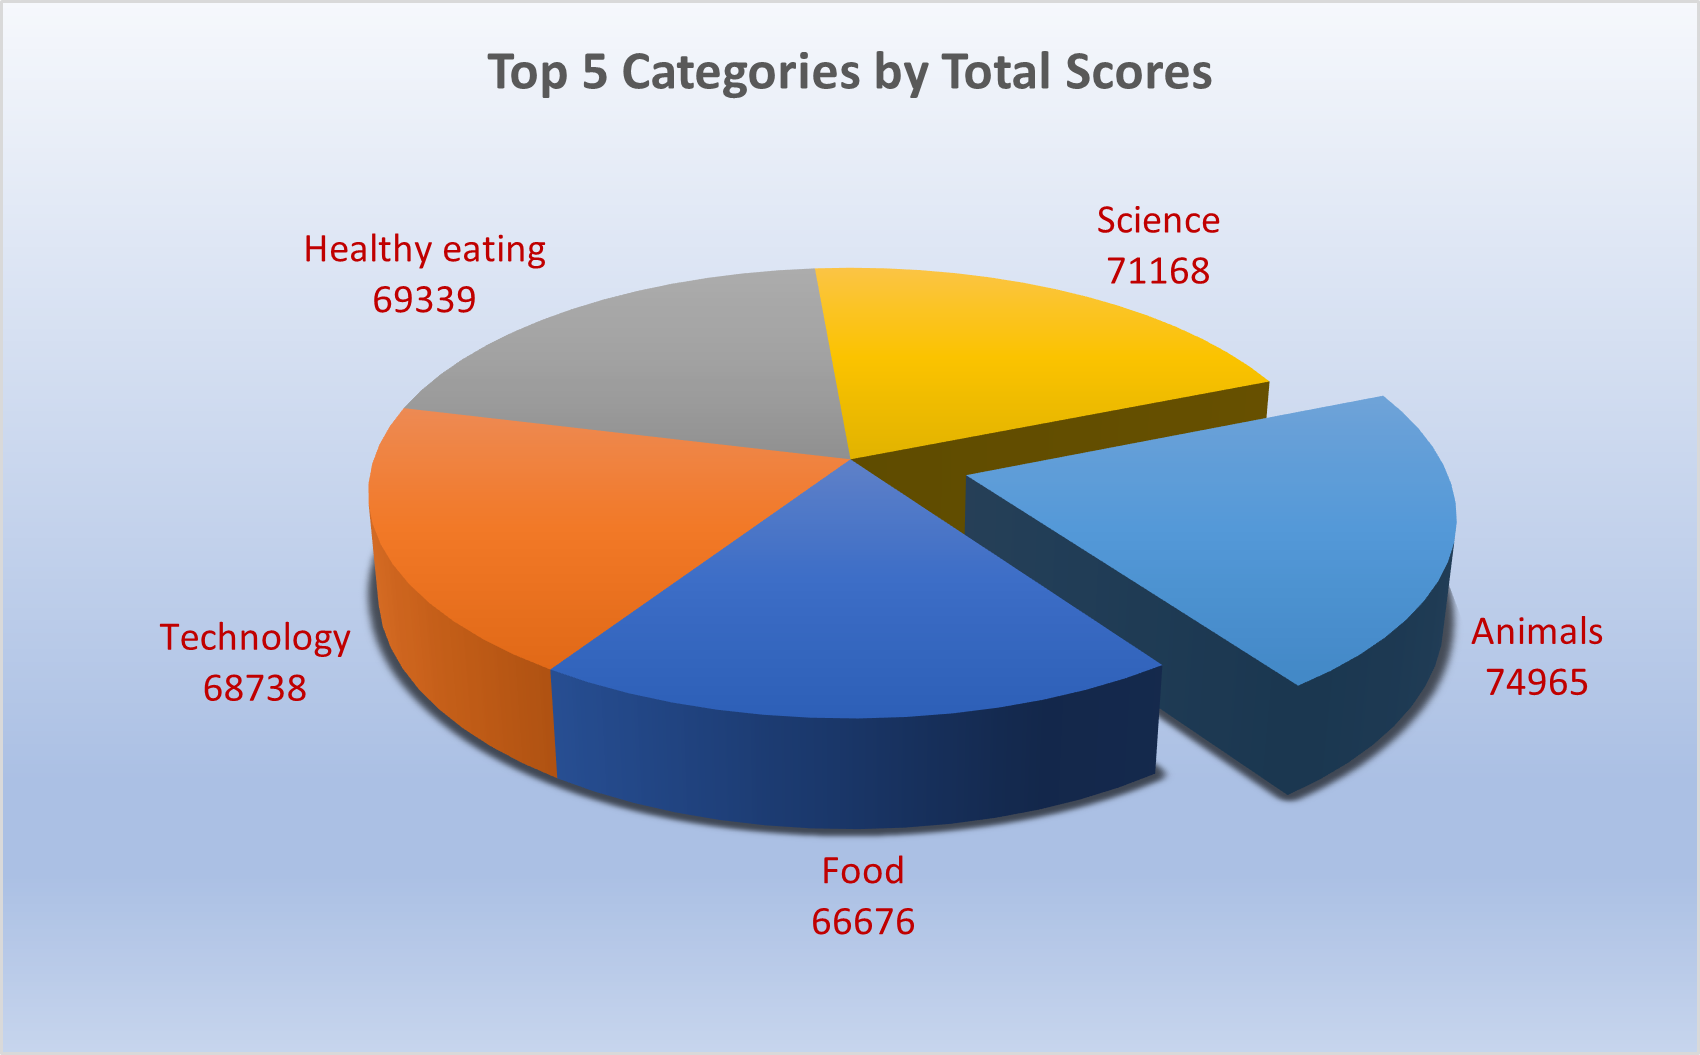 Top 5 Categories by Total Scores
Science
71168
Healthy eating
69339
Animals
74965
Technology
68738
Food
66676